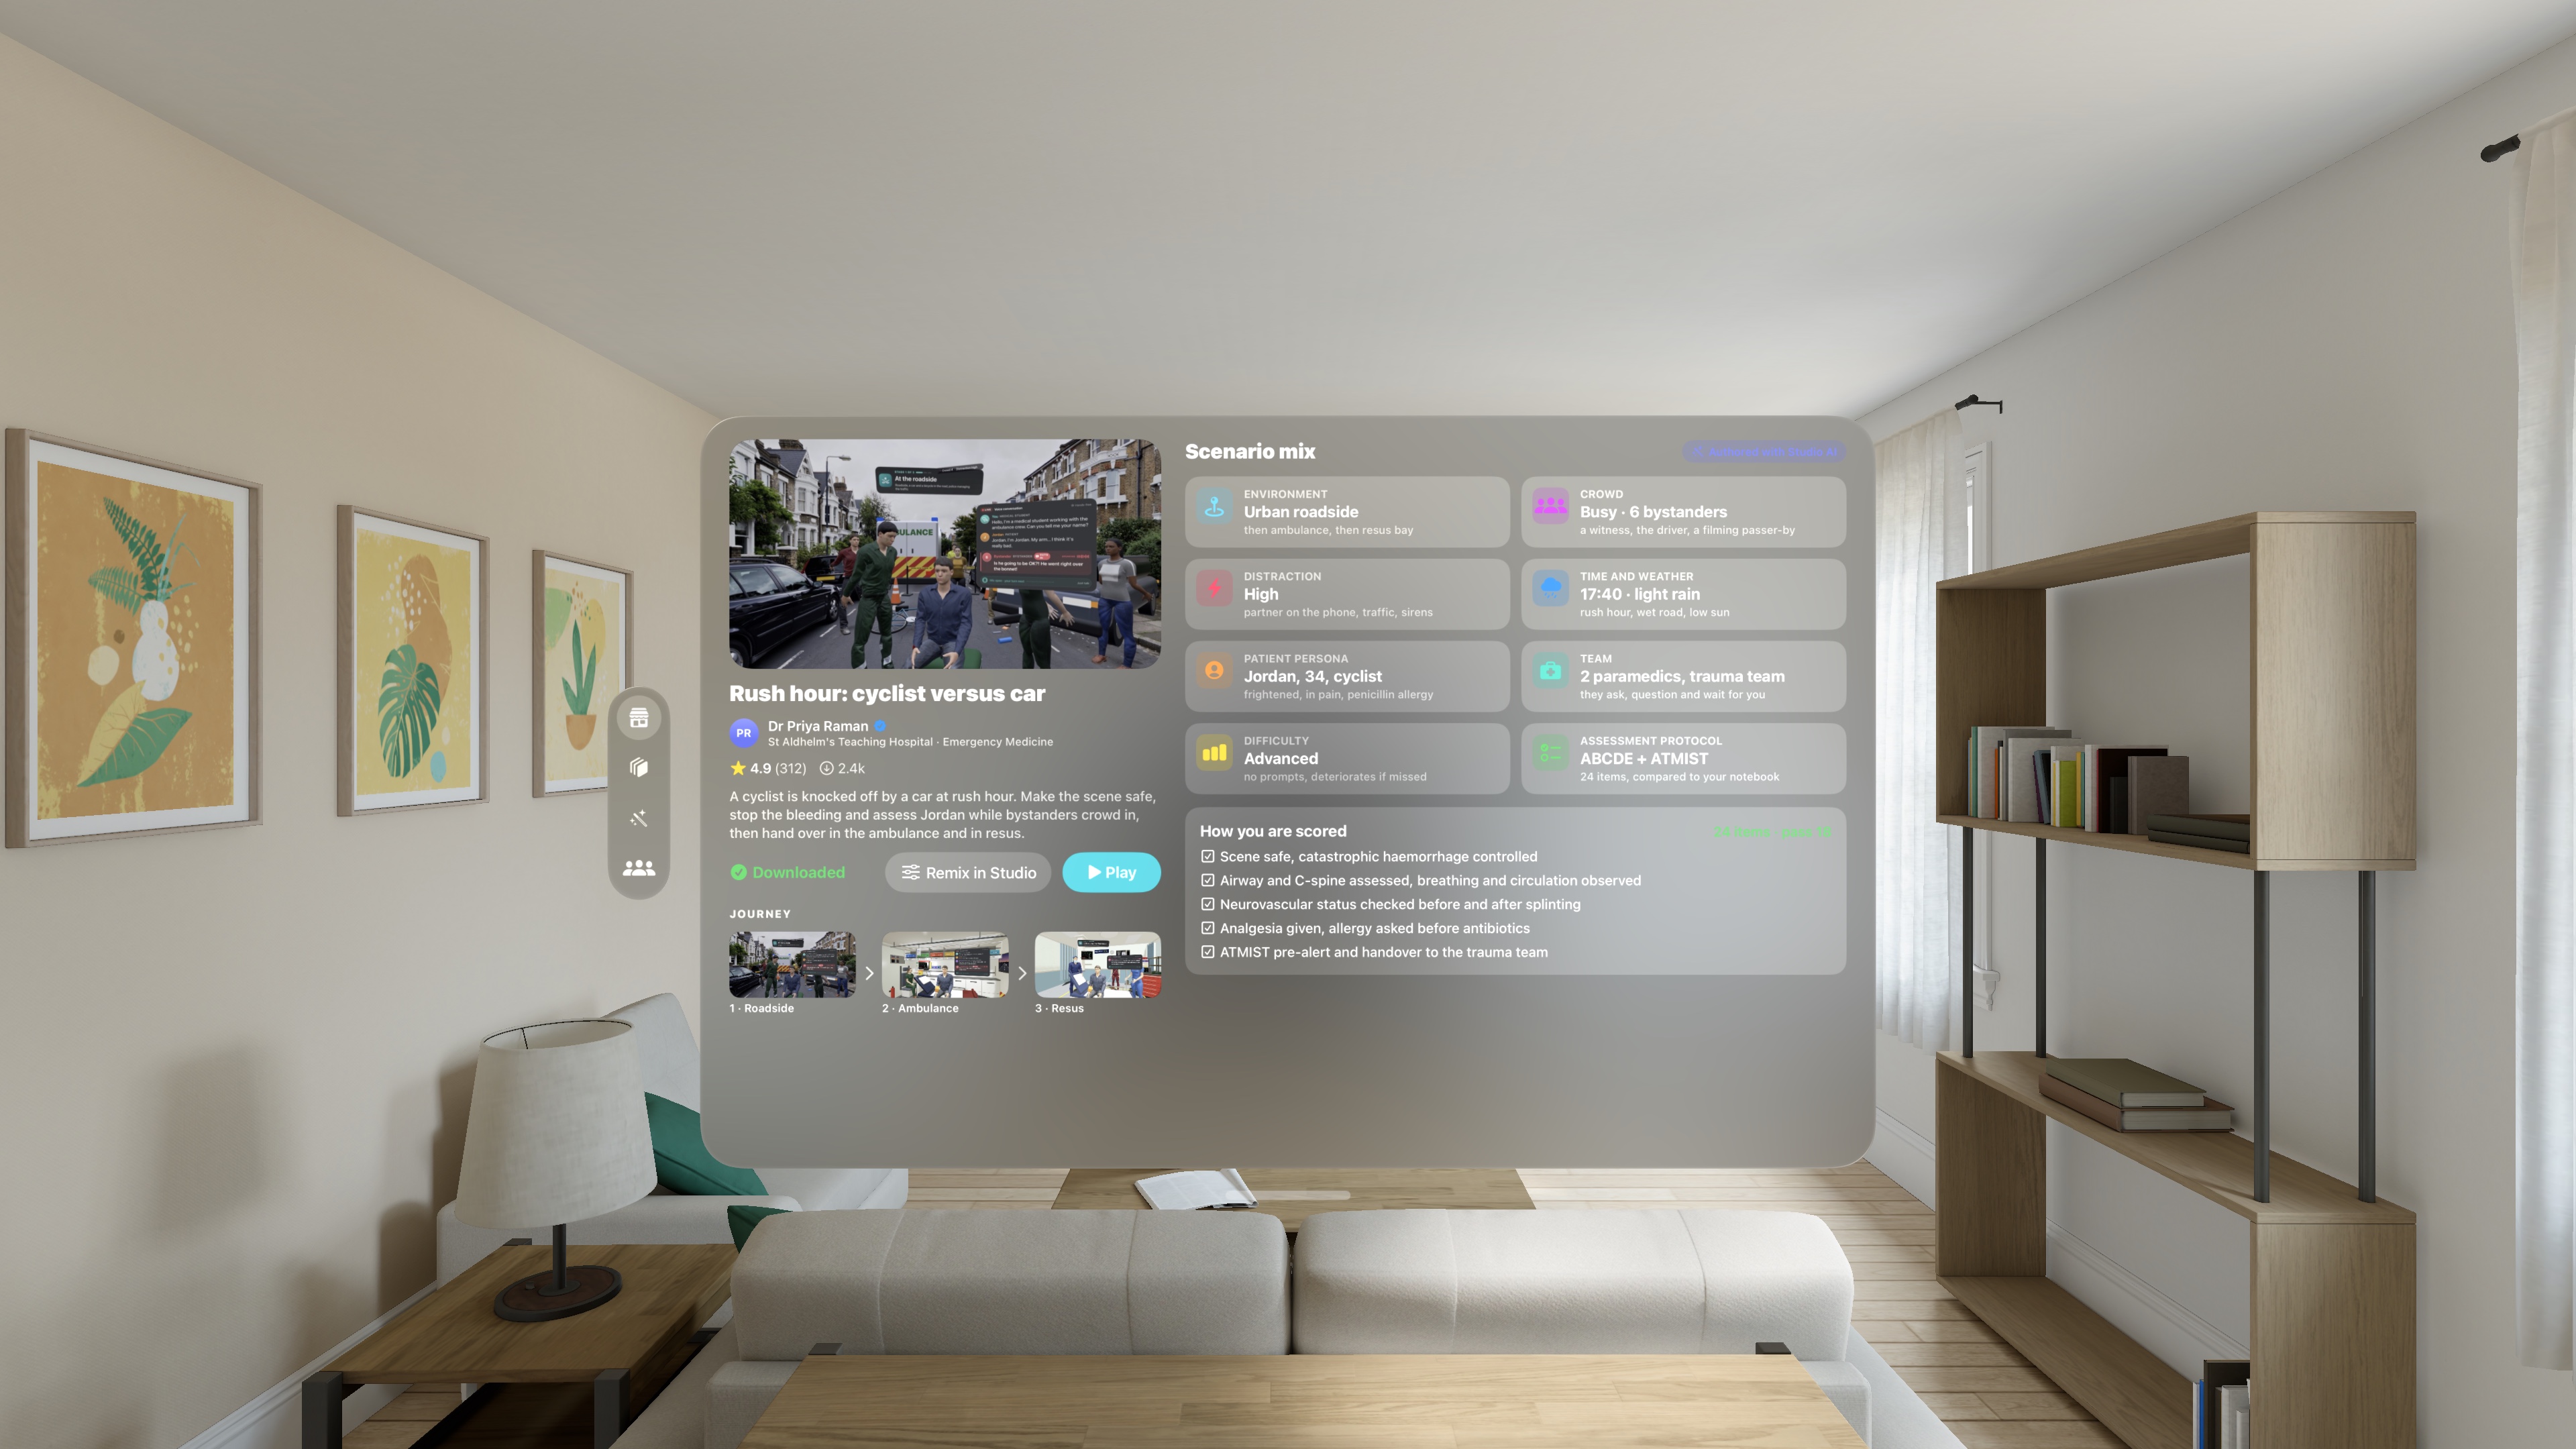 At the roadside
BULANCE
Rush hour: cyclist versus car
PR
Dr Priya Raman
St Aldhelm's Teaching Hospital · Emergency Medicine
4.9 (312) 2.4k
A cyclist is knocked off by a car at rush hour. Make the scene safe,
stop the bleeding and assess Jordan while bystanders crowd in,
then hand over in the ambulance and in resus.
Downloaded
Remix in Studio
Play
JOURNEY
1 · Roadside
2 · Ambulance
3 · Resus
Scenario mix
Authored with Studio AI
ENVIRONMENT
Urban roadside
then ambulance, then resus bay
CROWD
Busy · 6 bystanders
a witness, the driver, a filming passer-by
DISTRACTION
High
partner on the phone, traffic, sirens
TIME AND WEATHER
17:40 · light rain
rush hour, wet road, low sun
PATIENT PERSONA
Jordan, 34, cyclist
frightened, in pain, penicillin allergy
TEAM
2 paramedics, trauma team
they ask, question and wait for you
DIFFICULTY
Advanced
no prompts, deteriorates if missed
ASSESSMENT PROTOCOL
ABCDE + ATMIST
24 items, compared to your notebook
How you are scored
Scene safe, catastrophic haemorrhage controlled
Airway and C-spine assessed, breathing and circulation observed
Neurovascular status checked before and after splinting
Analgesia given, allergy asked before antibiotics
ATMIST pre-alert and handover to the trauma team